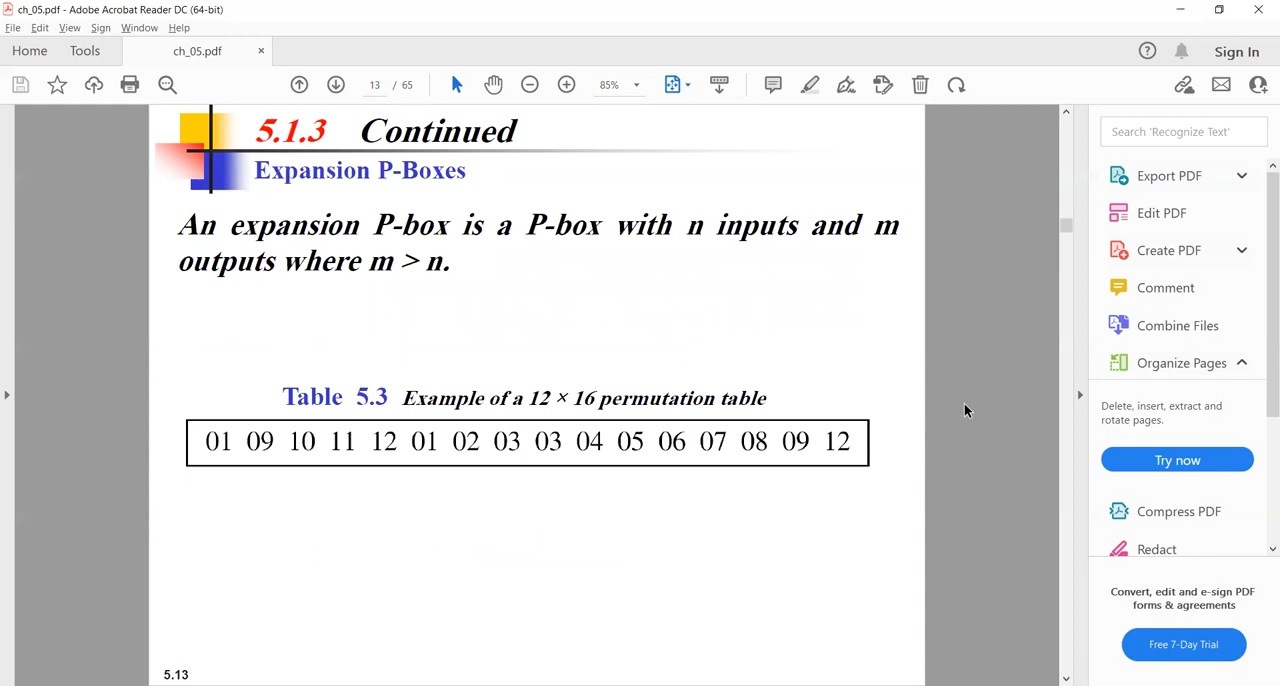 ch_05.pdf - Adobe Acrobat Reader DC (64-bit)
File Edit View Sign Window Help
Home Tools ch_05.pdf × Sign In
13 / 65 85%
5.1.3 Continued
Expansion P-Boxes
An expansion P-box is a P-box with n inputs and m
outputs where m > n.
Table 5.3 Example of a 12 × 16 permutation table
01 09 10 11 12 01 02 03 03 04 05 06 07 08 09 12
5.13
Search 'Recognize Text'
Export PDF
Edit PDF
Create PDF
Comment
Combine Files
Organize Pages
Delete, insert, extract and
rotate pages.
Try now
Compress PDF
Redact
Convert, edit and e-sign PDF
forms & agreements
Free 7-Day Trial